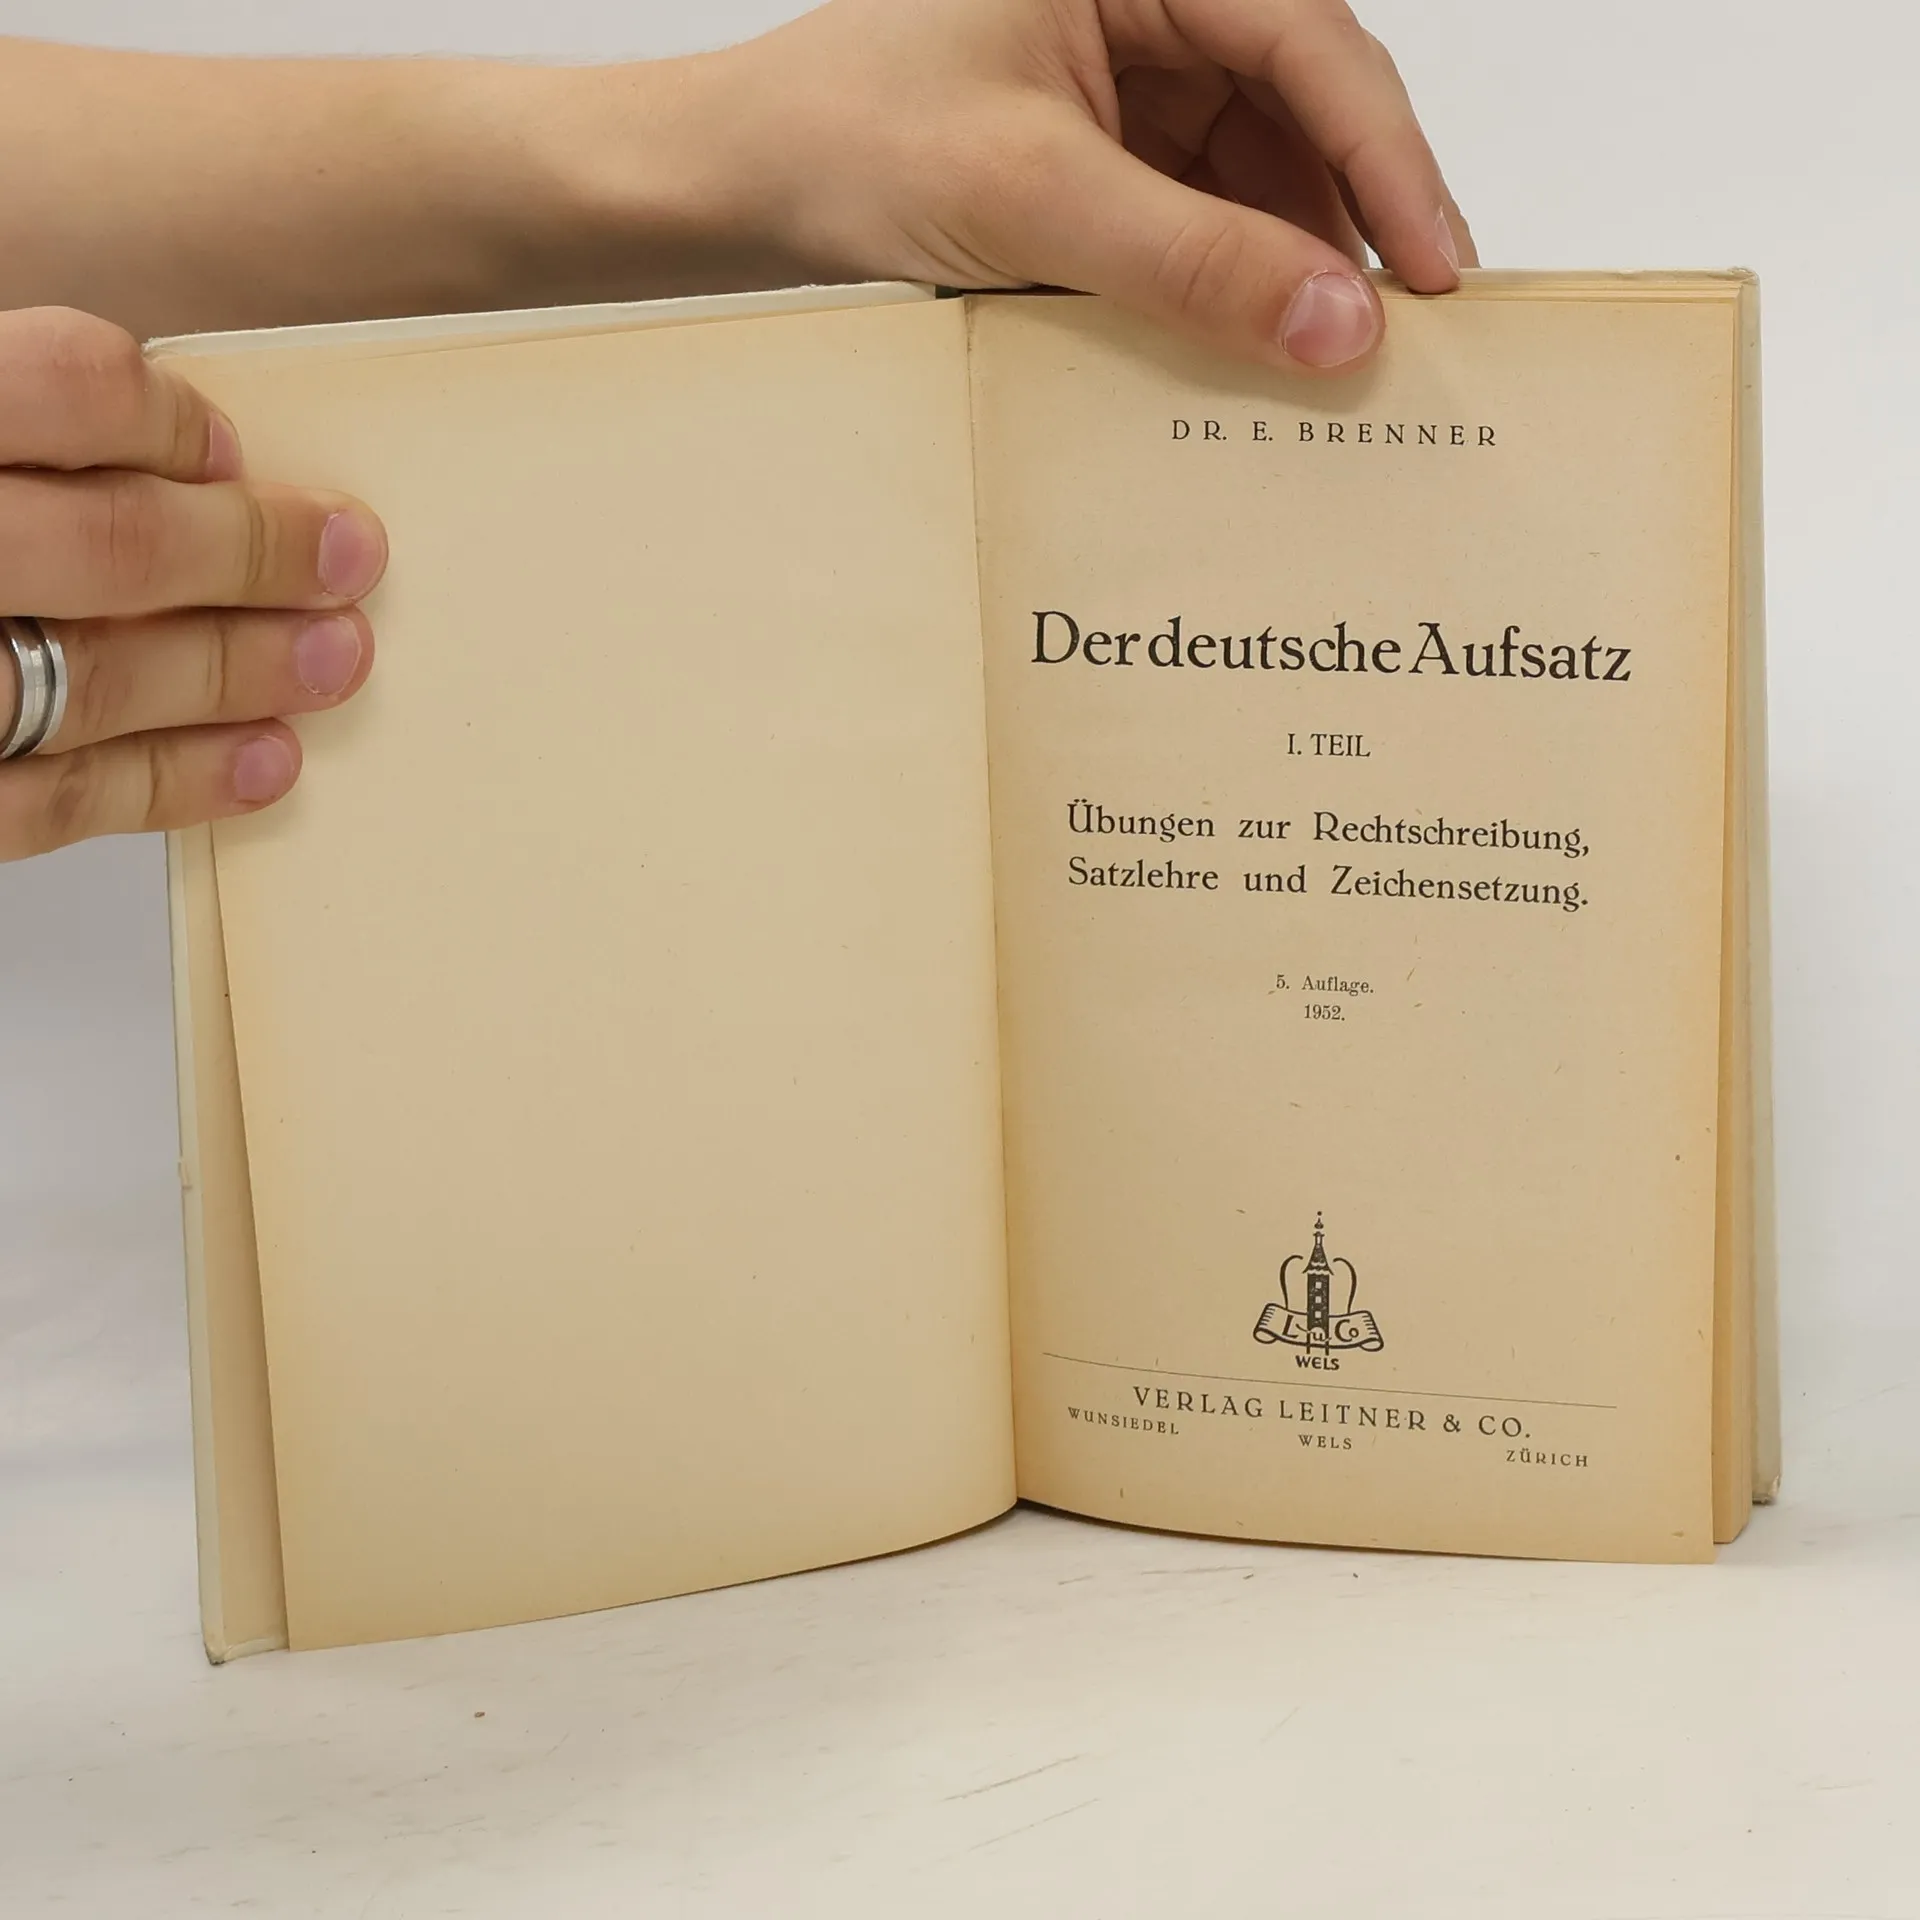 DR. E. BRENNER
Der deutsche Aufsatz
I. TEIL
Übungen zur Rechtschreibung,
Satzlehre und Zeichensetzung.
5. Auflage.
1952.
L u Co
WELS
VERLAG LEITNER & CO.
WUNSIEDEL WELS ZÜRICH